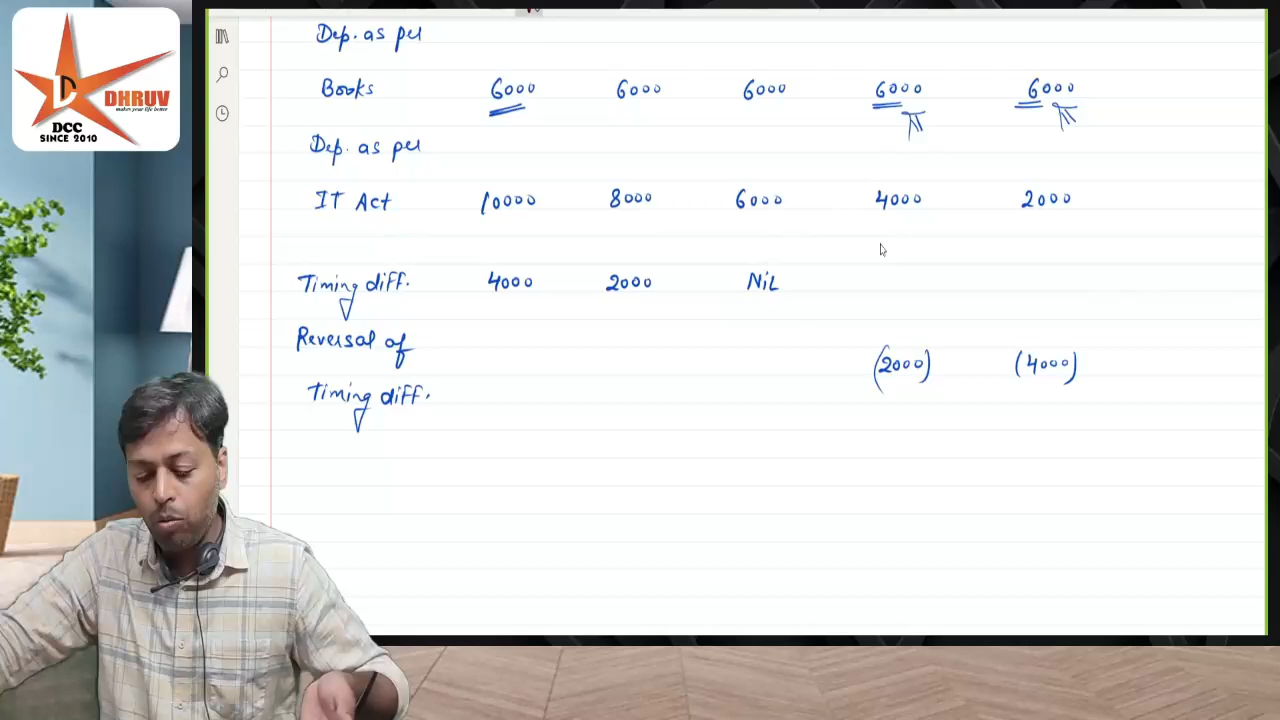 DHRUV
makes your life better
DCC
SINCE 2010
Dep. as per
Books 6000 6000 6000 6000 6000
Dep. as per
IT Act 10000 8000 6000 4000 2000
Timing diff. 4000 2000 NiL
Reversal of
(2000) (4000)
Timing diff.